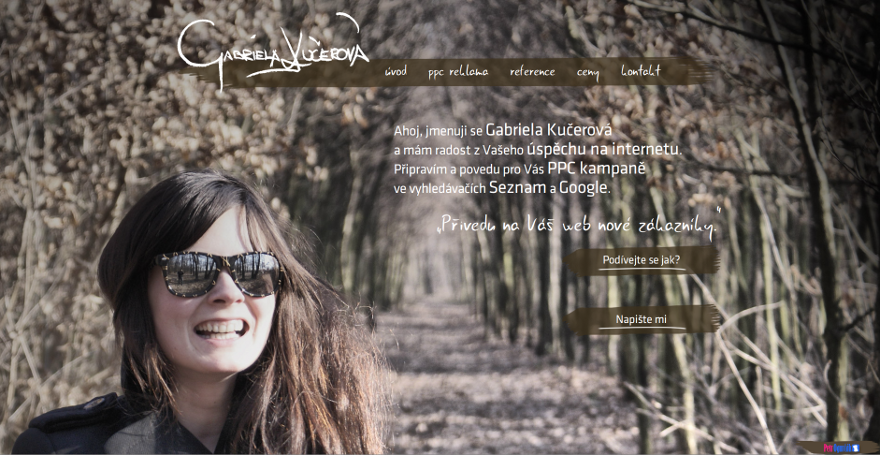 Gabriela Kučerová
úvod ppc reklama reference ceny kontakt
Ahoj, jmenuji se Gabriela Kučerová
a mám radost z Vašeho úspěchu na internetu.
Připravím a povedu pro Vás PPC kampaně
ve vyhledávačích Seznam a Google.
„Přivedu na Váš web nové zákazníky."
Podívejte se jak?
Napište mi